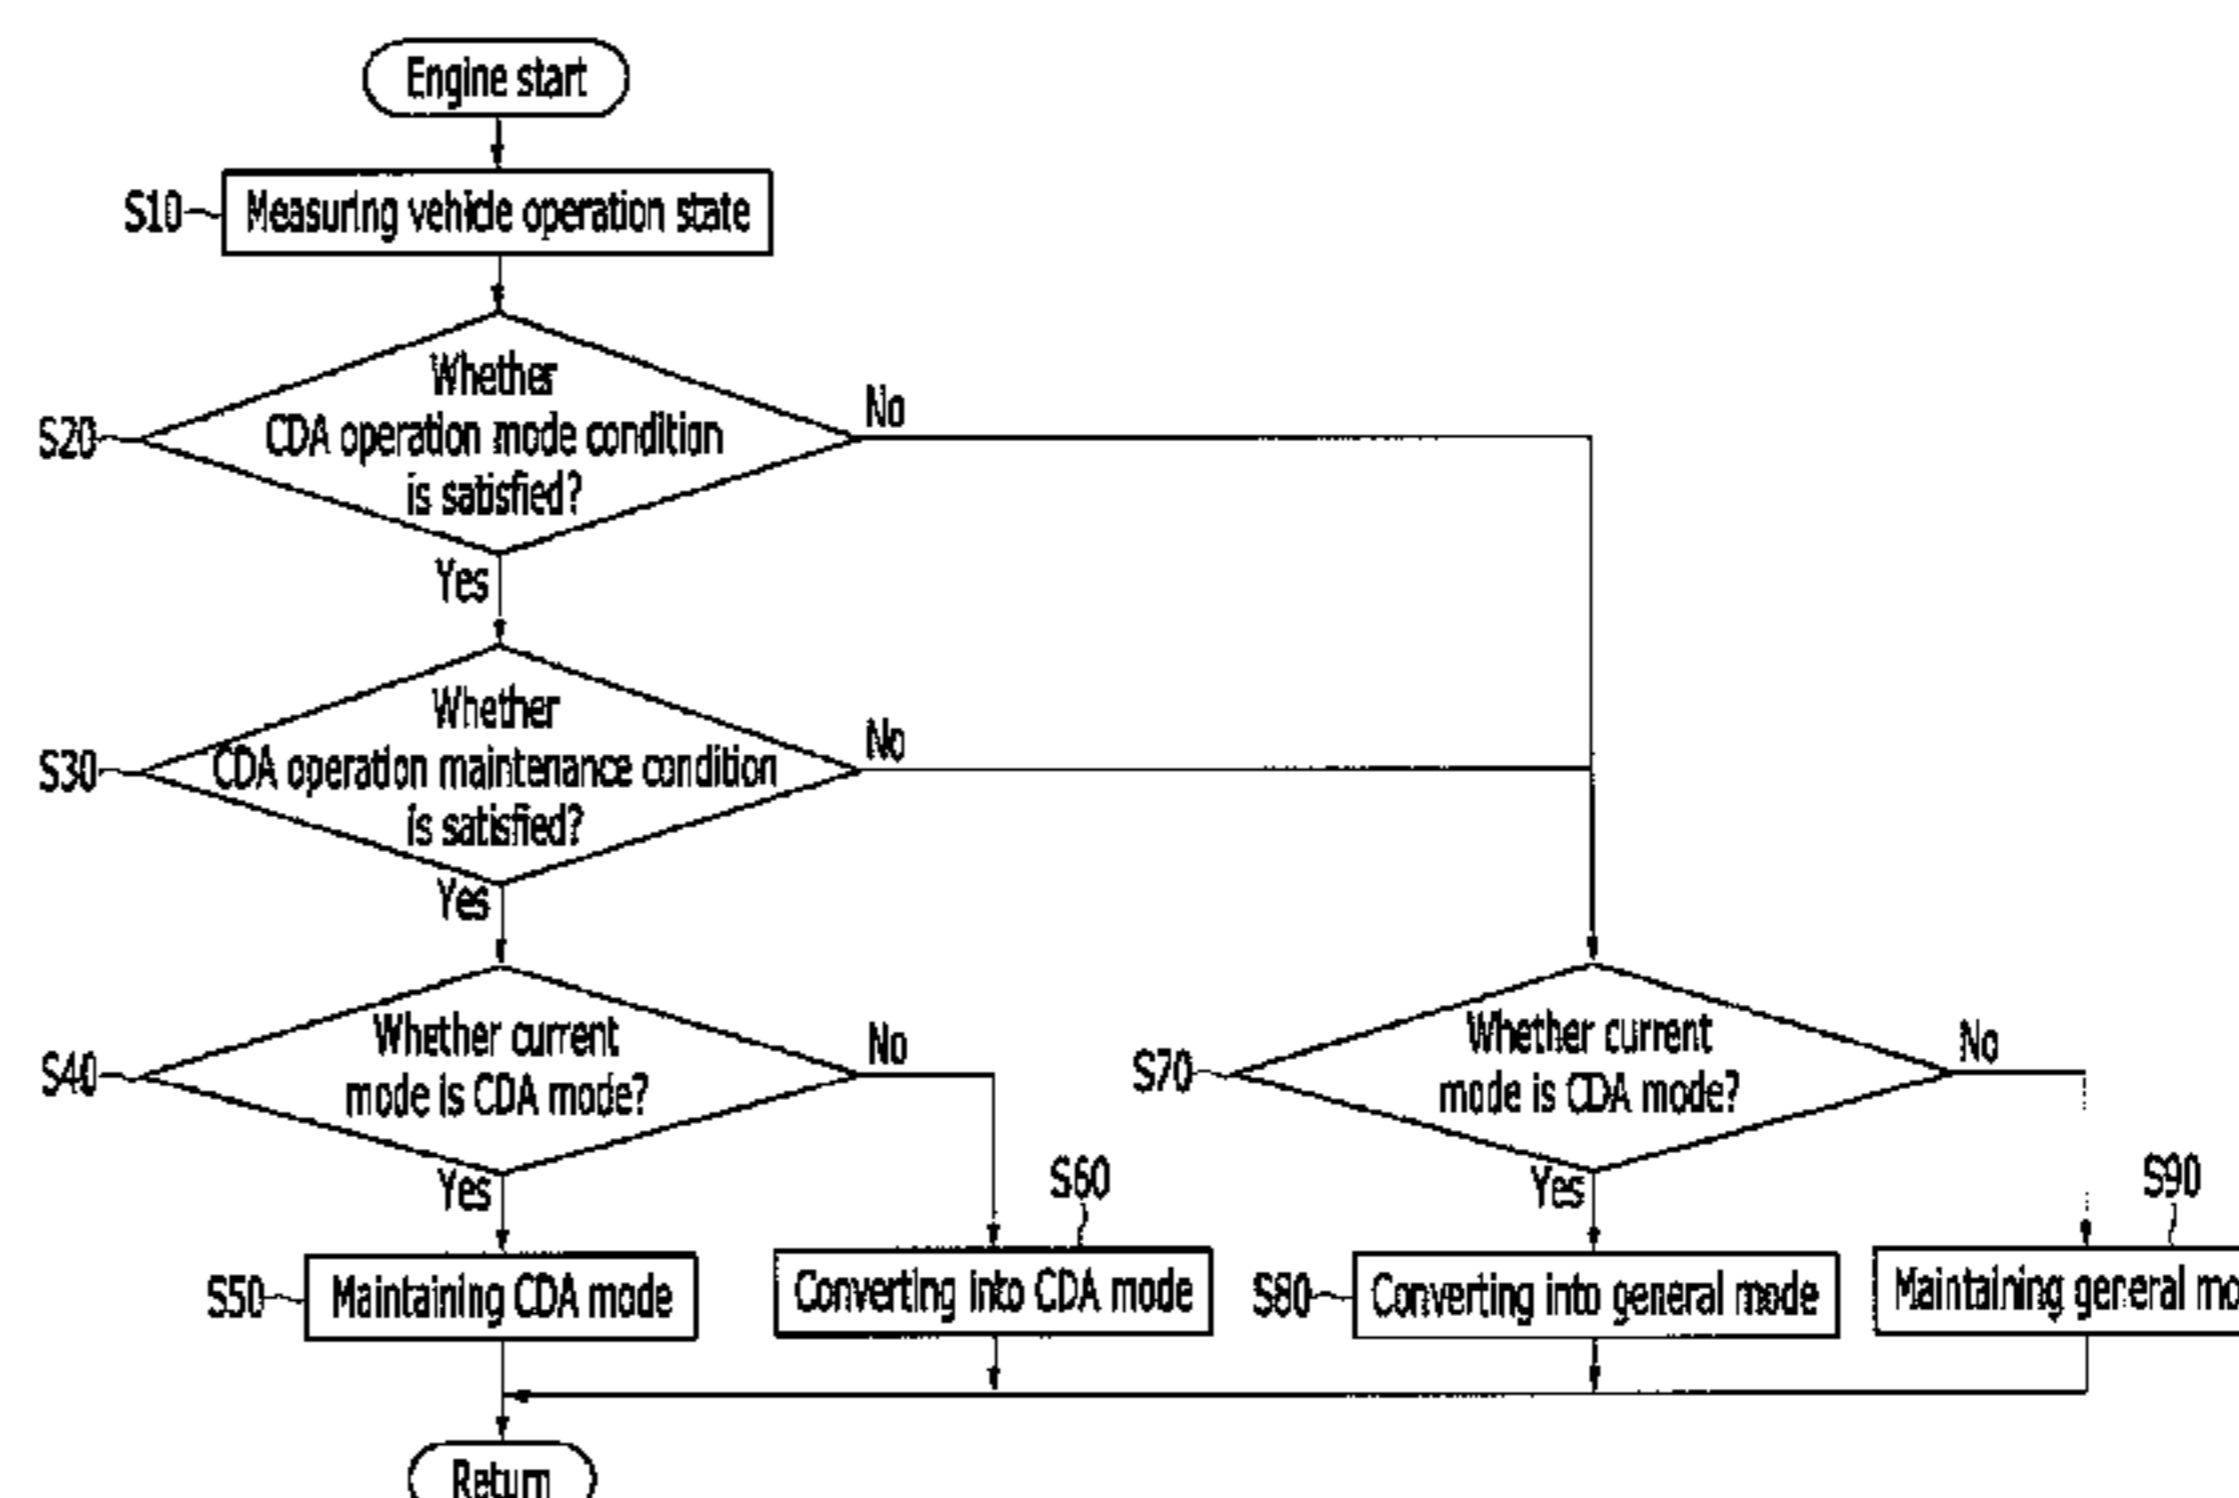 Engine start
S10
Measuring vehicle operation state
Whether
CDA operation mode condition
is satisfied?
S20
No
Yes
Whether
CDA operation maintenance condition
is satisfied?
S30
No
Yes
Whether current
mode is CDA mode?
S40
No
Yes
Whether current
mode is CDA mode?
S70
No
Yes
S50
Maintaining CDA mode
S60
Converting into CDA mode
S80
Converting into general mode
S90
Maintaining general mo
Return